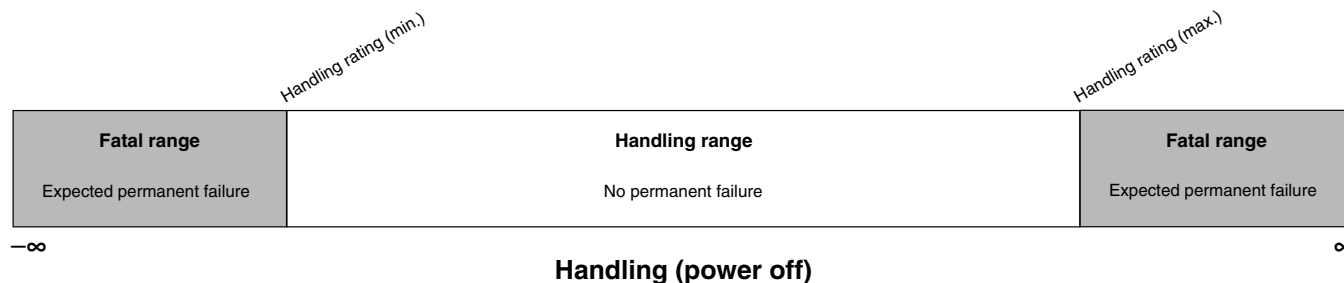 Handling rating (min.)
Handling rating (max.)
Fatal range
Handling range
Fatal range
Expected permanent failure
No permanent failure
Expected permanent failure
–∞
∞
Handling (power off)